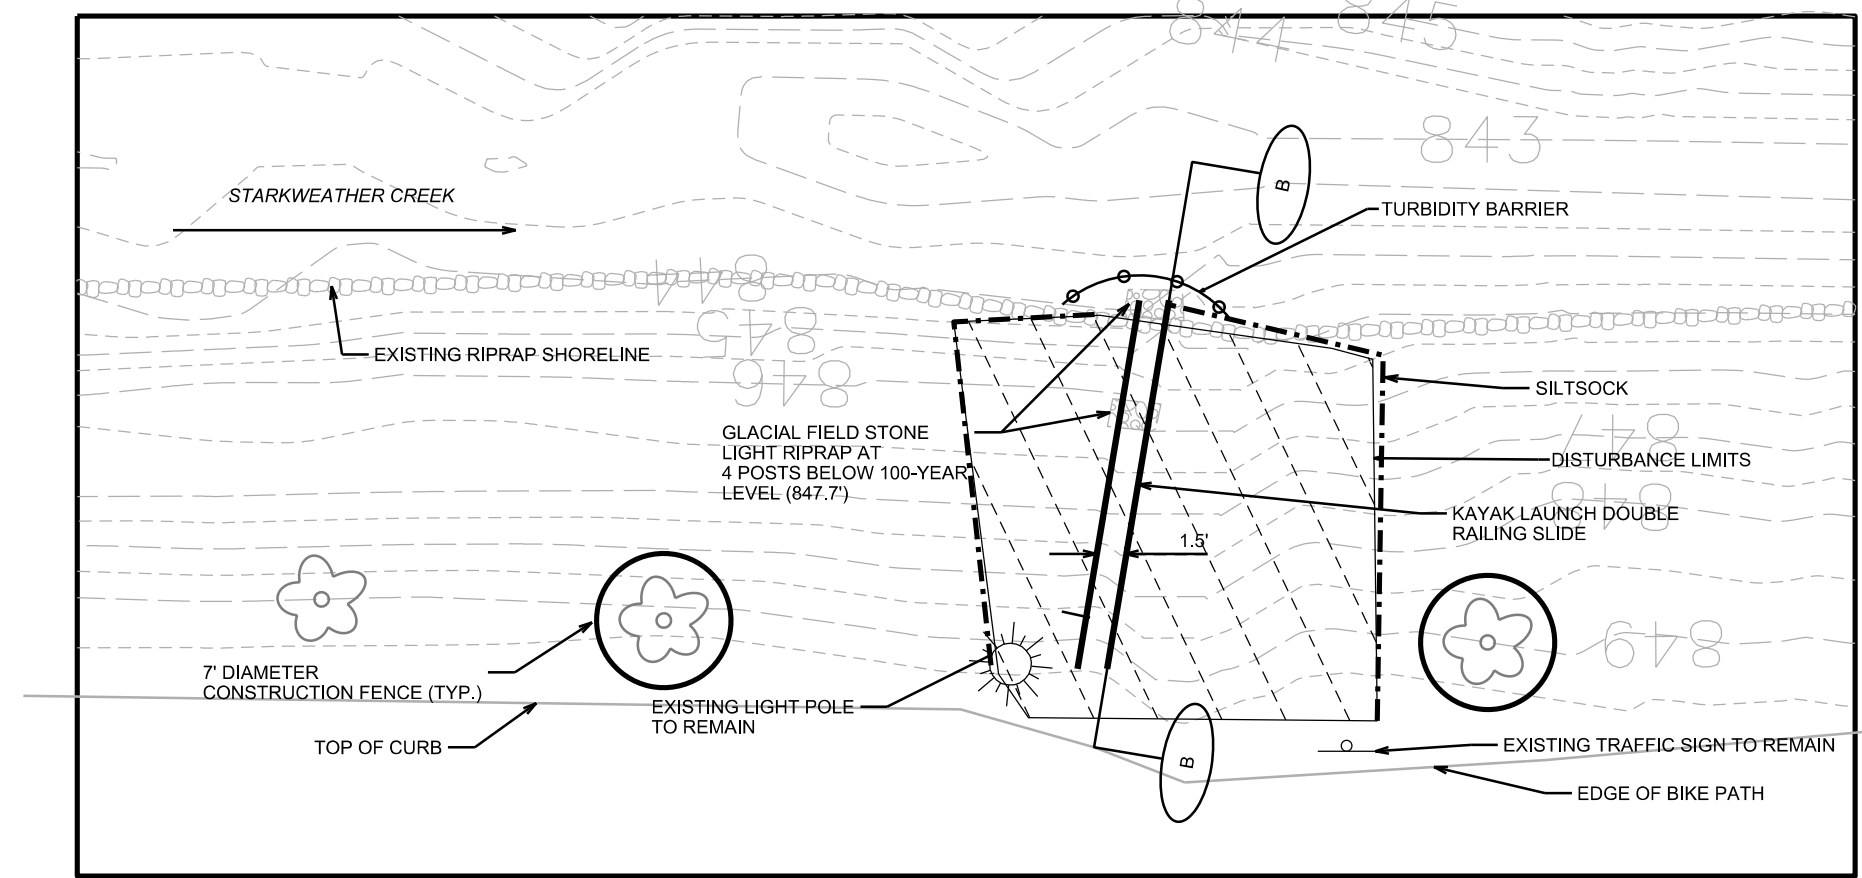 844
845
843
B
STARKWEATHER CREEK
TURBIDITY BARRIER
844
845
846
EXISTING RIPRAP SHORELINE
SILTSOCK
GLACIAL FIELD STONE
LIGHT RIPRAP AT
4 POSTS BELOW 100-YEAR
LEVEL (847.7')
847
DISTURBANCE LIMITS
848
KAYAK LAUNCH DOUBLE
RAILING SLIDE
1.5'
849
7' DIAMETER
CONSTRUCTION FENCE (TYP.)
EXISTING LIGHT POLE
TO REMAIN
TOP OF CURB
B
EXISTING TRAFFIC SIGN TO REMAIN
EDGE OF BIKE PATH